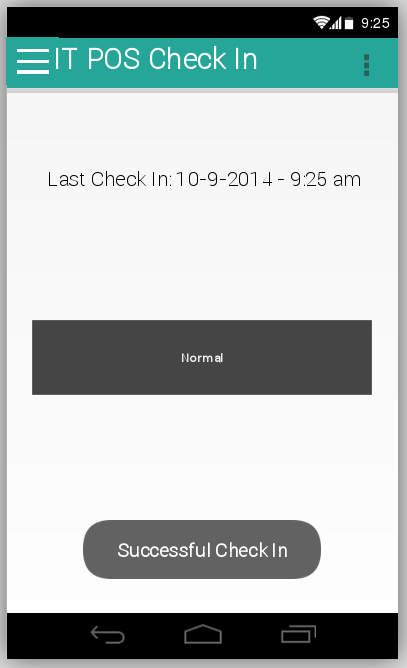 9:25
IT POS Check In
Last Check In: 10-9-2014 - 9:25 am
Normal
Successful Check In